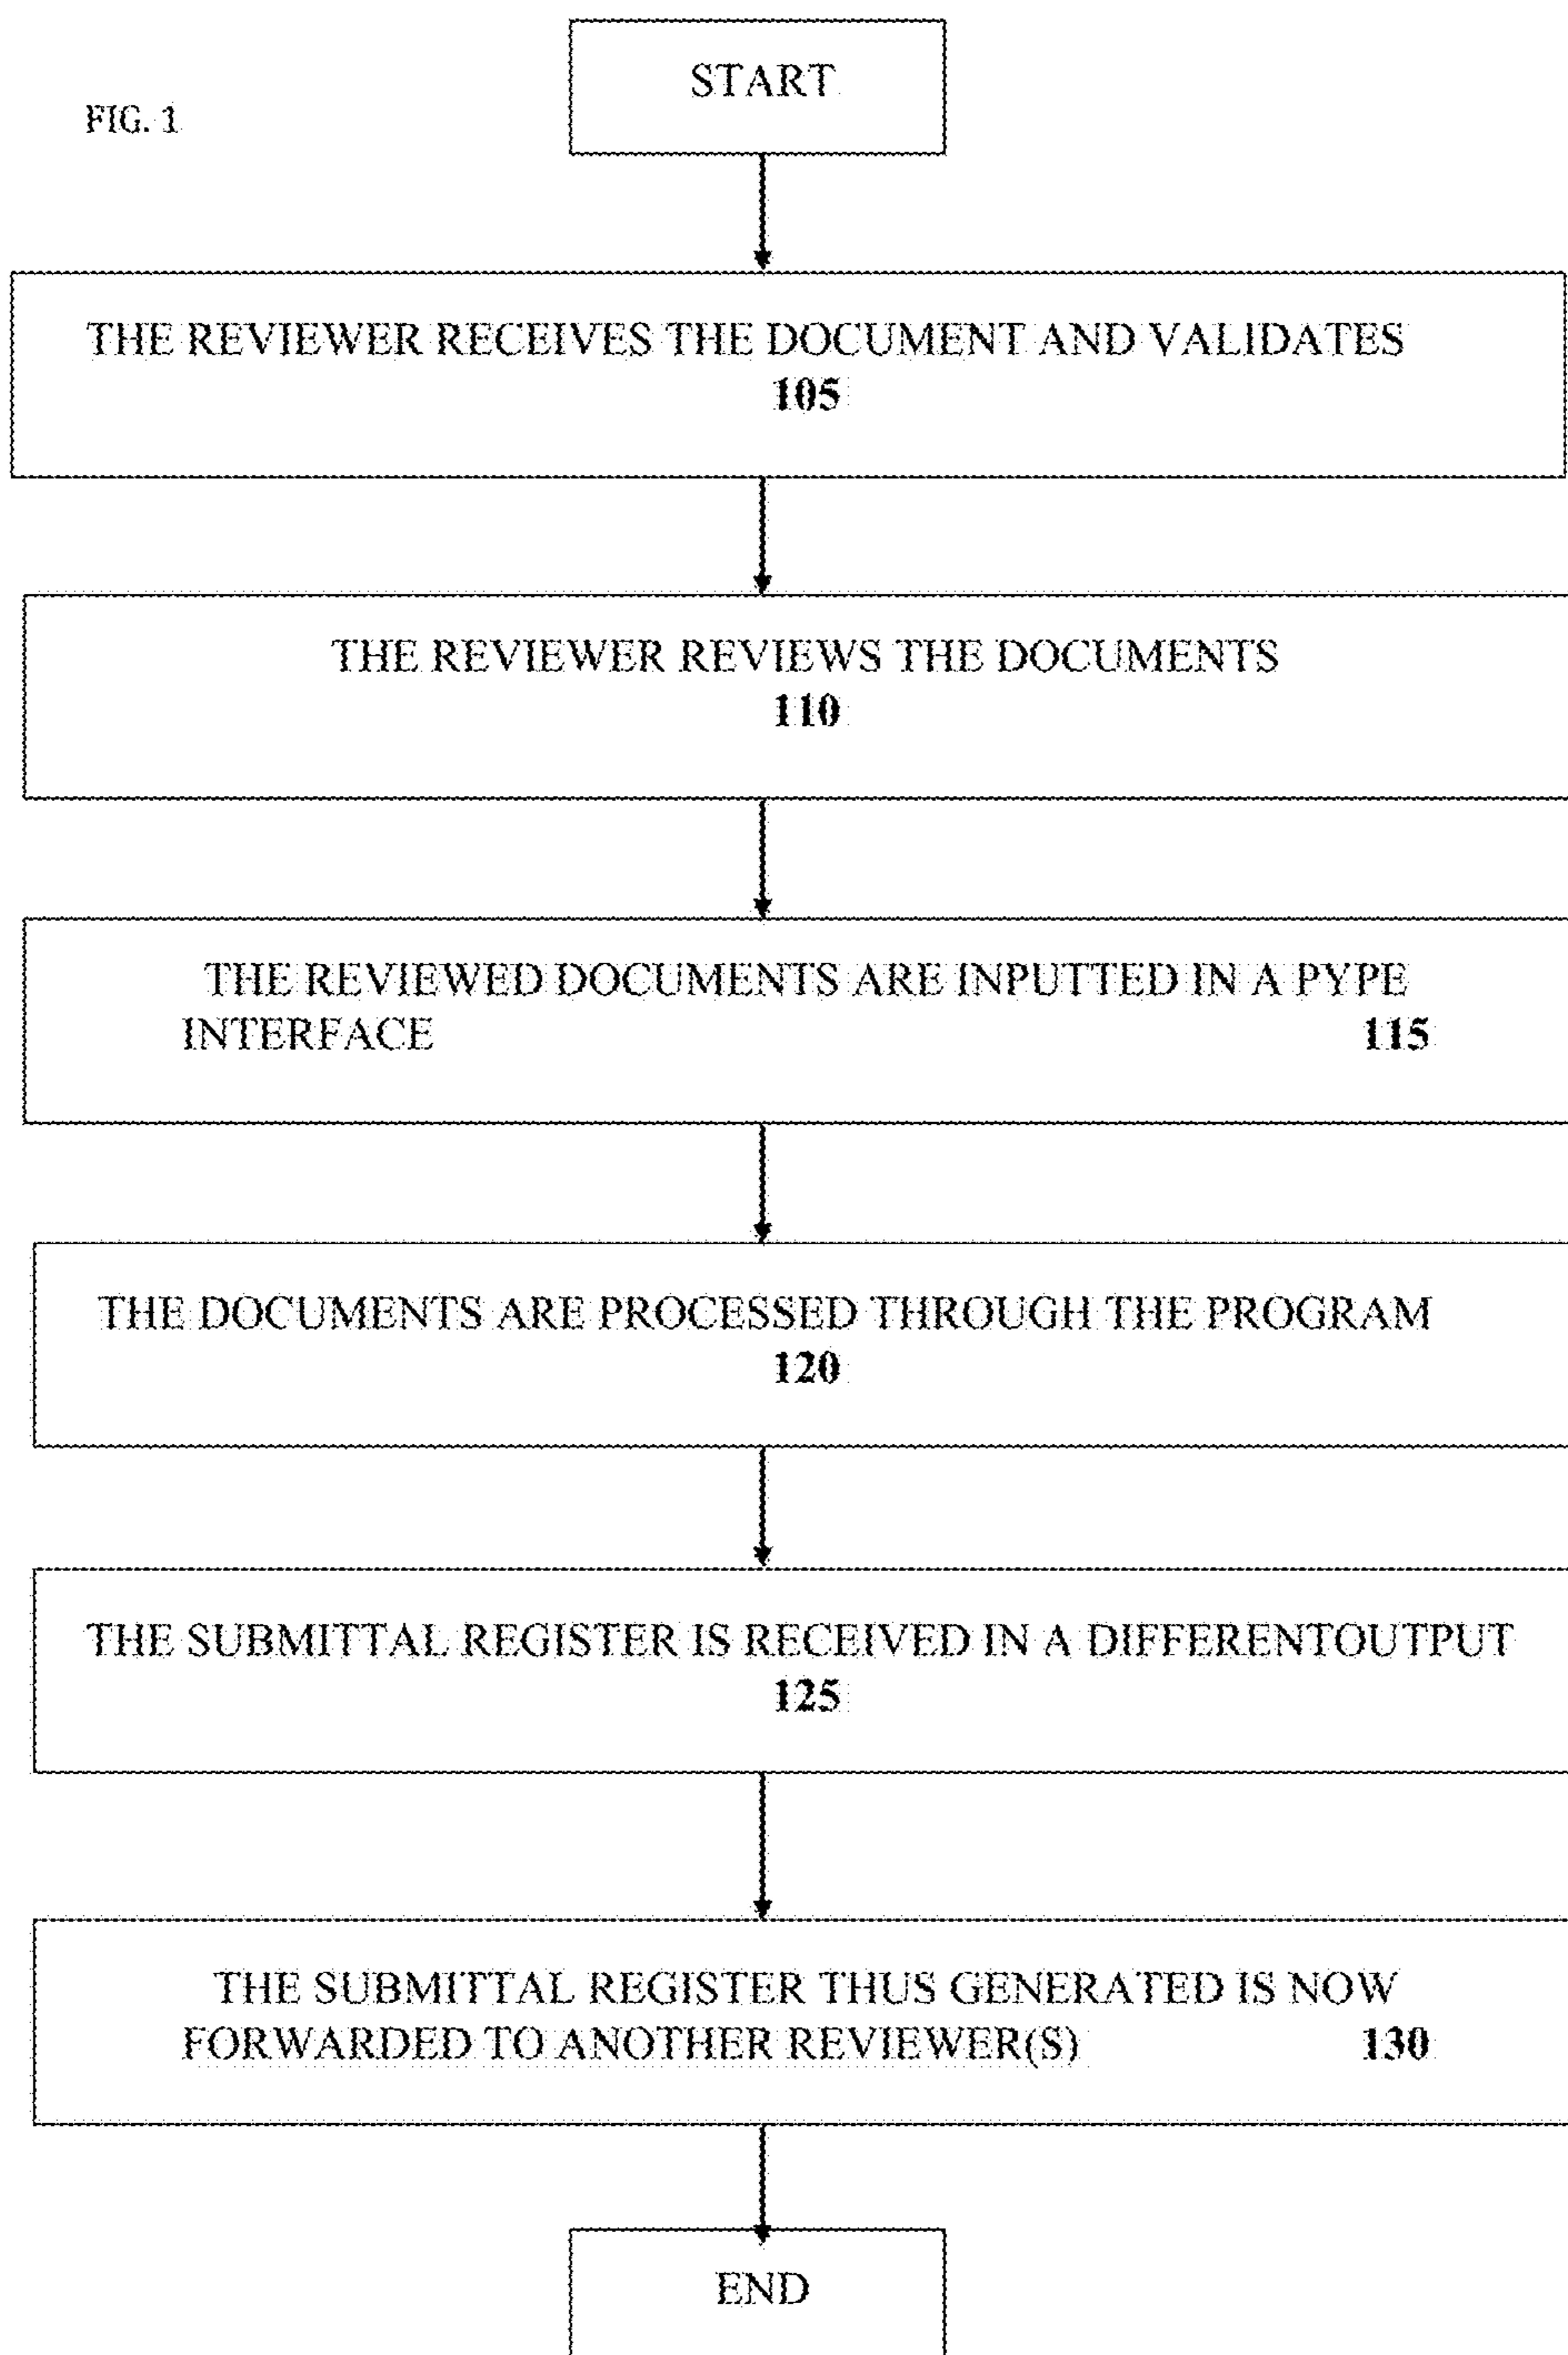 START
FIG. 1
THE REVIEWER RECEIVES THE DOCUMENT AND VALIDATES
105
THE REVIEWER REVIEWS THE DOCUMENTS
110
THE REVIEWED DOCUMENTS ARE INPUTTED IN A PYPE
INTERFACE 115
THE DOCUMENTS ARE PROCESSED THROUGH THE PROGRAM
120
THE SUBMITTAL REGISTER IS RECEIVED IN A DIFFERENTOUTPUT
125
THE SUBMITTAL REGISTER THUS GENERATED IS NOW
FORWARDED TO ANOTHER REVIEWER(S) 130
END